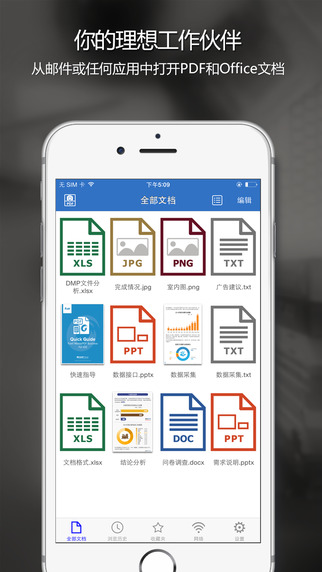 你的理想工作伙伴
从邮件或任何应用中打开PDF和Office文档
无 SIM 卡
下午5:09
PDF
全部文档
编辑
XLS
JPG
PNG
TXT
DMP文件分
析.xlsx
完成情况.jpg
室内图.png
广告建议.txt
Quick Guide
PPT
TXT
快速指导
数据接口.pptx
数据采集
数据采集.txt
XLS
DOC
PPT
文档格式.xlsx
结论分析
问卷调查.docx
需求说明.pptx
全部文档
浏览历史
收藏夹
网络
设置